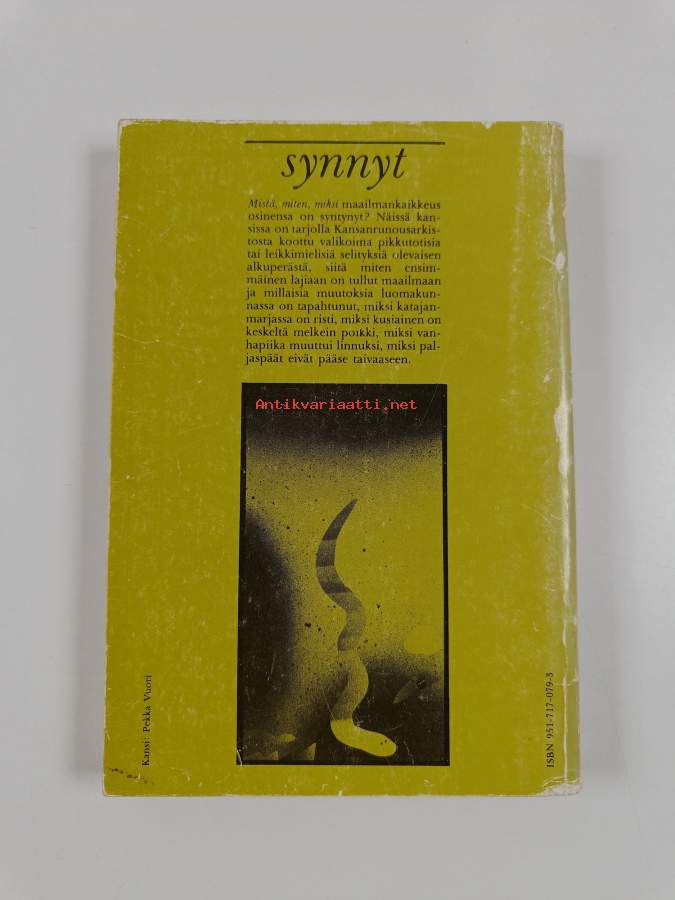 synnyt
Mistä, miten, miksi maailmankaikkeus
osinensa on syntynyt? Näissä kan-
sissa on tarjolla Kansanrunousarkis-
tosta koottu valikoima pikkutotisia
tai leikkimielisiä selityksiä olevaisen
alkuperästä, siitä miten ensim-
mäinen lajiaan on tullut maailmaan
ja millaisia muutoksia luomakun-
nassa on tapahtunut, miksi katajan-
marjassa on risti, miksi kusiainen on
keskeltä melkein poikki, miksi van-
hapiika muuttui linnuksi, miksi pal-
jaspäät eivät pääse taivaaseen.
Antikvariaatti.net
Kansi: Pekka Vuori
ISBN 951-717-079-8